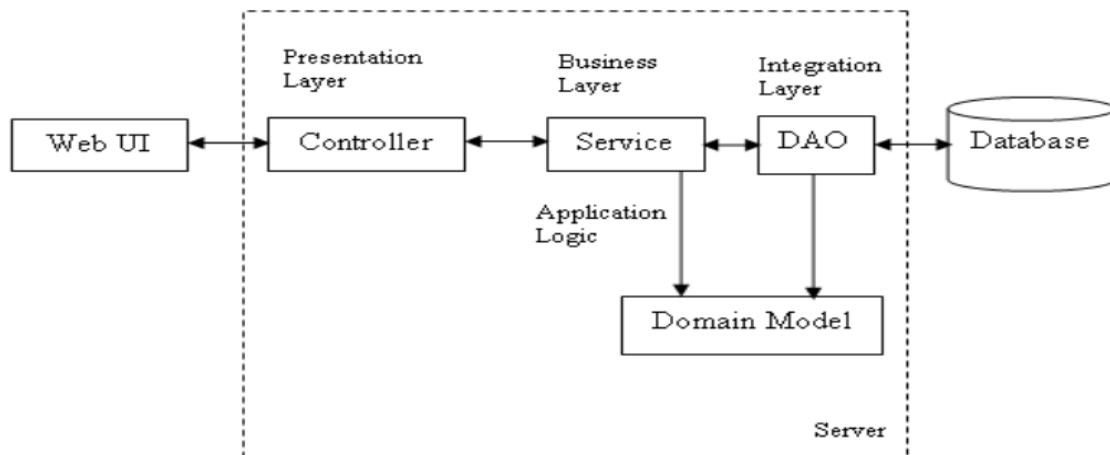 Presentation
Layer
Business
Layer
Integration
Layer
Web UI
Controller
Service
DAO
Database
Application
Logic
Domain Model
Server